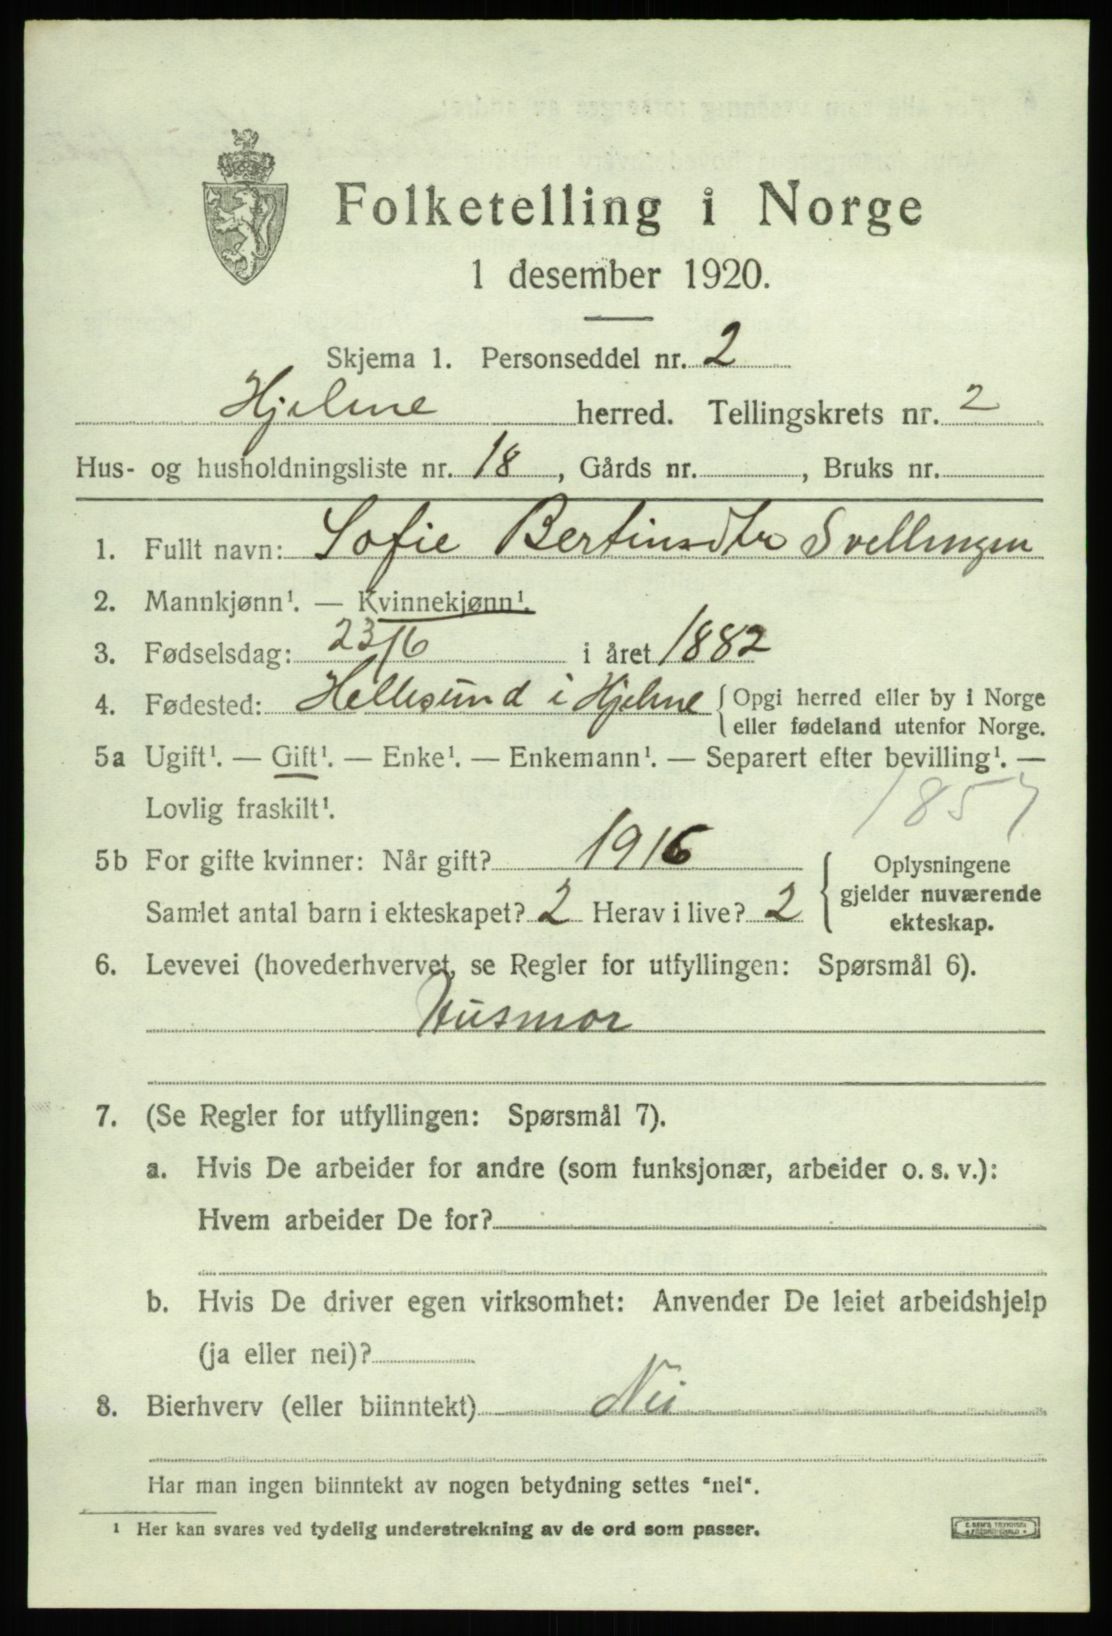 Folketelling i Norge
1 desember 1920.
Skjema 1. Personseddel nr. 2
Hjelme herred. Tellingskrets nr. 2
Hus- og husholdningsliste nr. 18, Gårds nr. , Bruks nr.
1. Fullt navn: Sofie Bertinsdtr Svellingen
2. Mannkjønn¹. — Kvinnekjønn¹.
3. Fødselsdag: 23/6 i året 1882
4. Fødested: Hellesund i Hjelme { Opgi herred eller by i Norge
eller fødeland utenfor Norge.
5a Ugift¹. — Gift¹. — Enke¹. — Enkemann¹. — Separert efter bevilling¹. —
Lovlig fraskilt¹. 1857
5b For gifte kvinner: Når gift? 1916 { Oplysningene
gjelder nuværende
Samlet antal barn i ekteskapet? 2 Herav i live? 2 ekteskap.
6. Levevei (hovederhvervet, se Regler for utfyllingen: Spørsmål 6).
Husmor
7. (Se Regler for utfyllingen: Spørsmål 7).
a. Hvis De arbeider for andre (som funksjonær, arbeider o. s. v.):
Hvem arbeider De for?
b. Hvis De driver egen virksomhet: Anvender De leiet arbeidshjelp
(ja eller nei)?
8. Bierhverv (eller biinntekt) Nei
Har man ingen biinntekt av nogen betydning settes "nei".
¹ Her kan svares ved tydelig understrekning av de ord som passer.